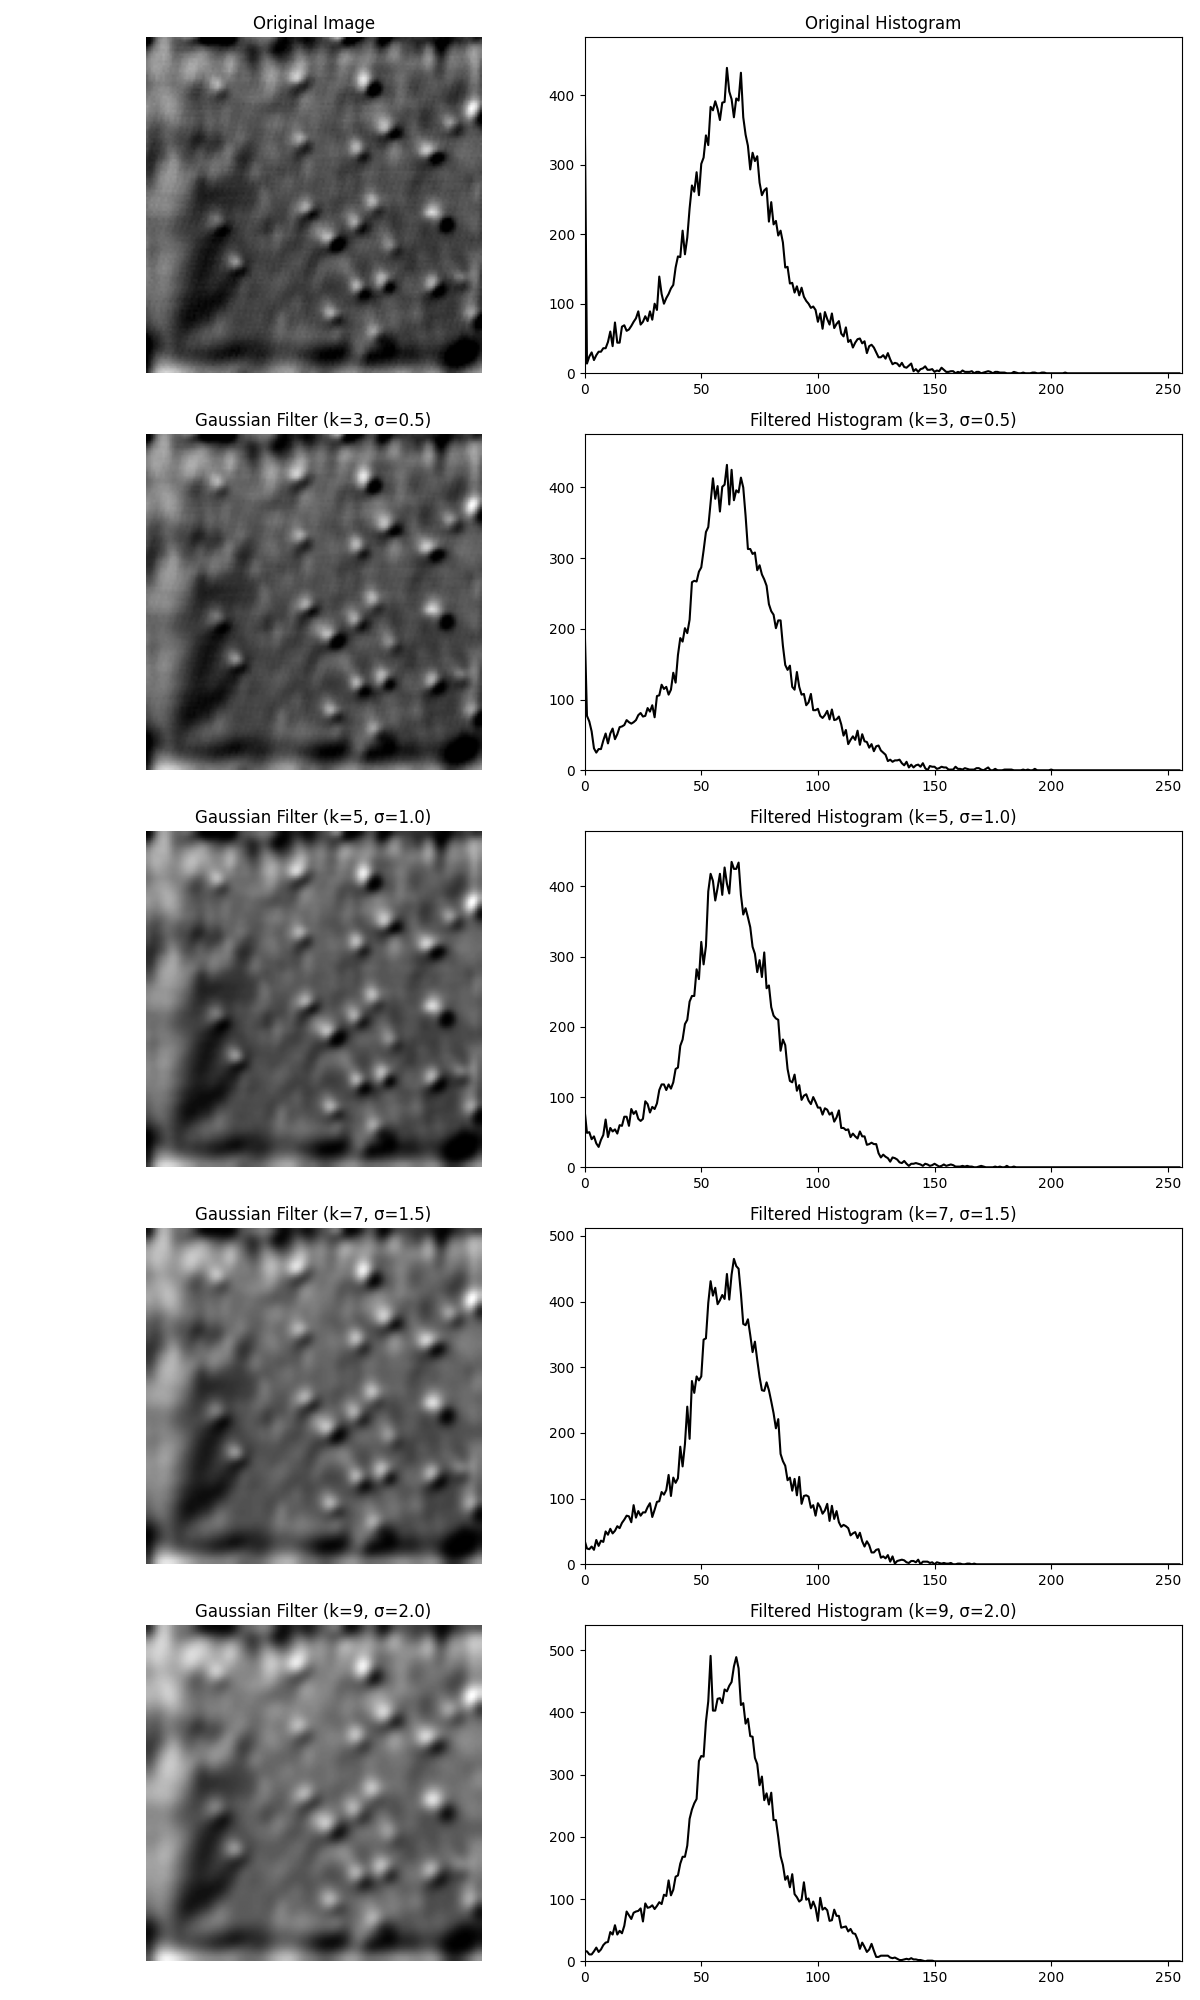 Original Image
Original Histogram
400
300
200
100
0
0 50 100 150 200 250
Gaussian Filter (k=3, σ=0.5)
Filtered Histogram (k=3, σ=0.5)
400
300
200
100
0
0 50 100 150 200 250
Gaussian Filter (k=5, σ=1.0)
Filtered Histogram (k=5, σ=1.0)
400
300
200
100
0
0 50 100 150 200 250
Gaussian Filter (k=7, σ=1.5)
Filtered Histogram (k=7, σ=1.5)
500
400
300
200
100
0
0 50 100 150 200 250
Gaussian Filter (k=9, σ=2.0)
Filtered Histogram (k=9, σ=2.0)
500
400
300
200
100
0
0 50 100 150 200 250